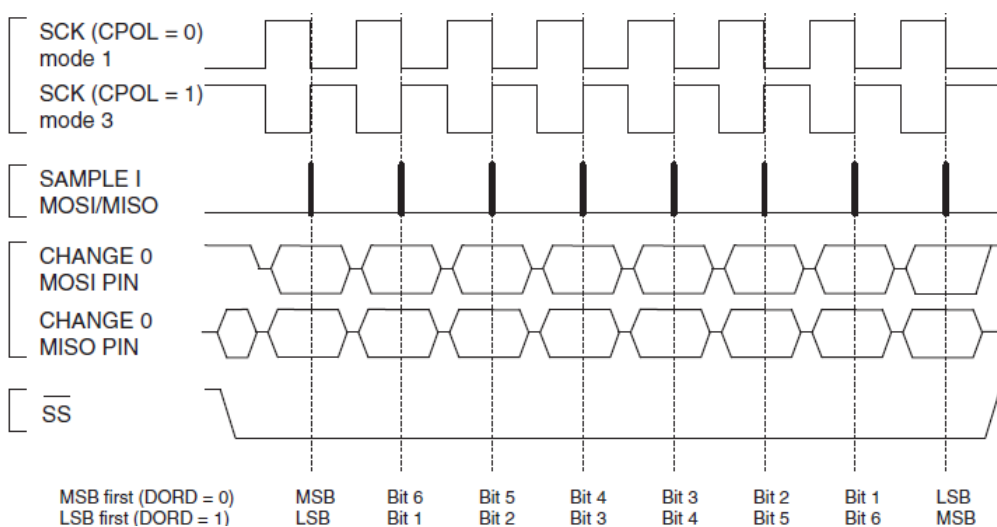 SCK (CPOL = 0)
mode 1
SCK (CPOL = 1)
mode 3
SAMPLE I
MOSI/MISO
CHANGE 0
MOSI PIN
CHANGE 0
MISO PIN
SS
MSB first (DORD = 0) MSB Bit 6 Bit 5 Bit 4 Bit 3 Bit 2 Bit 1 LSB
LSB first (DORD = 1) LSB Bit 1 Bit 2 Bit 3 Bit 4 Bit 5 Bit 6 MSB